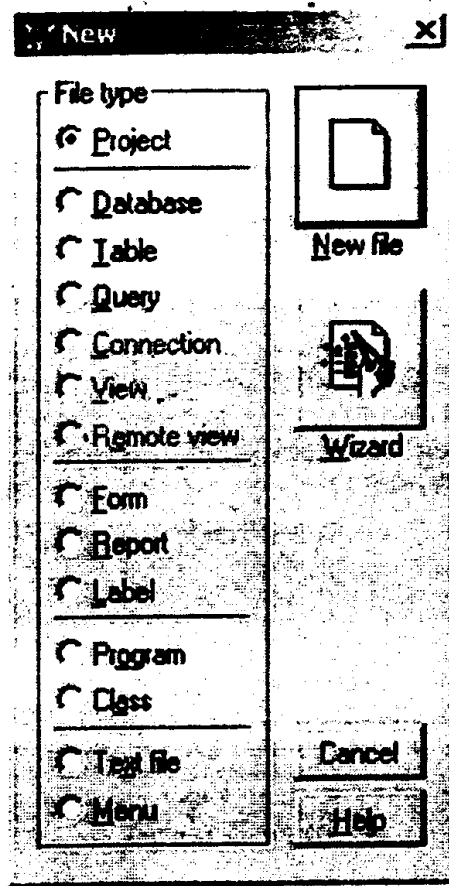 New
File type
Project
Database
Table
Query
Connection
View
Remote view
Form
Report
Label
Program
Class
Text file
Menu
New file
Wizard
Cancel
Help